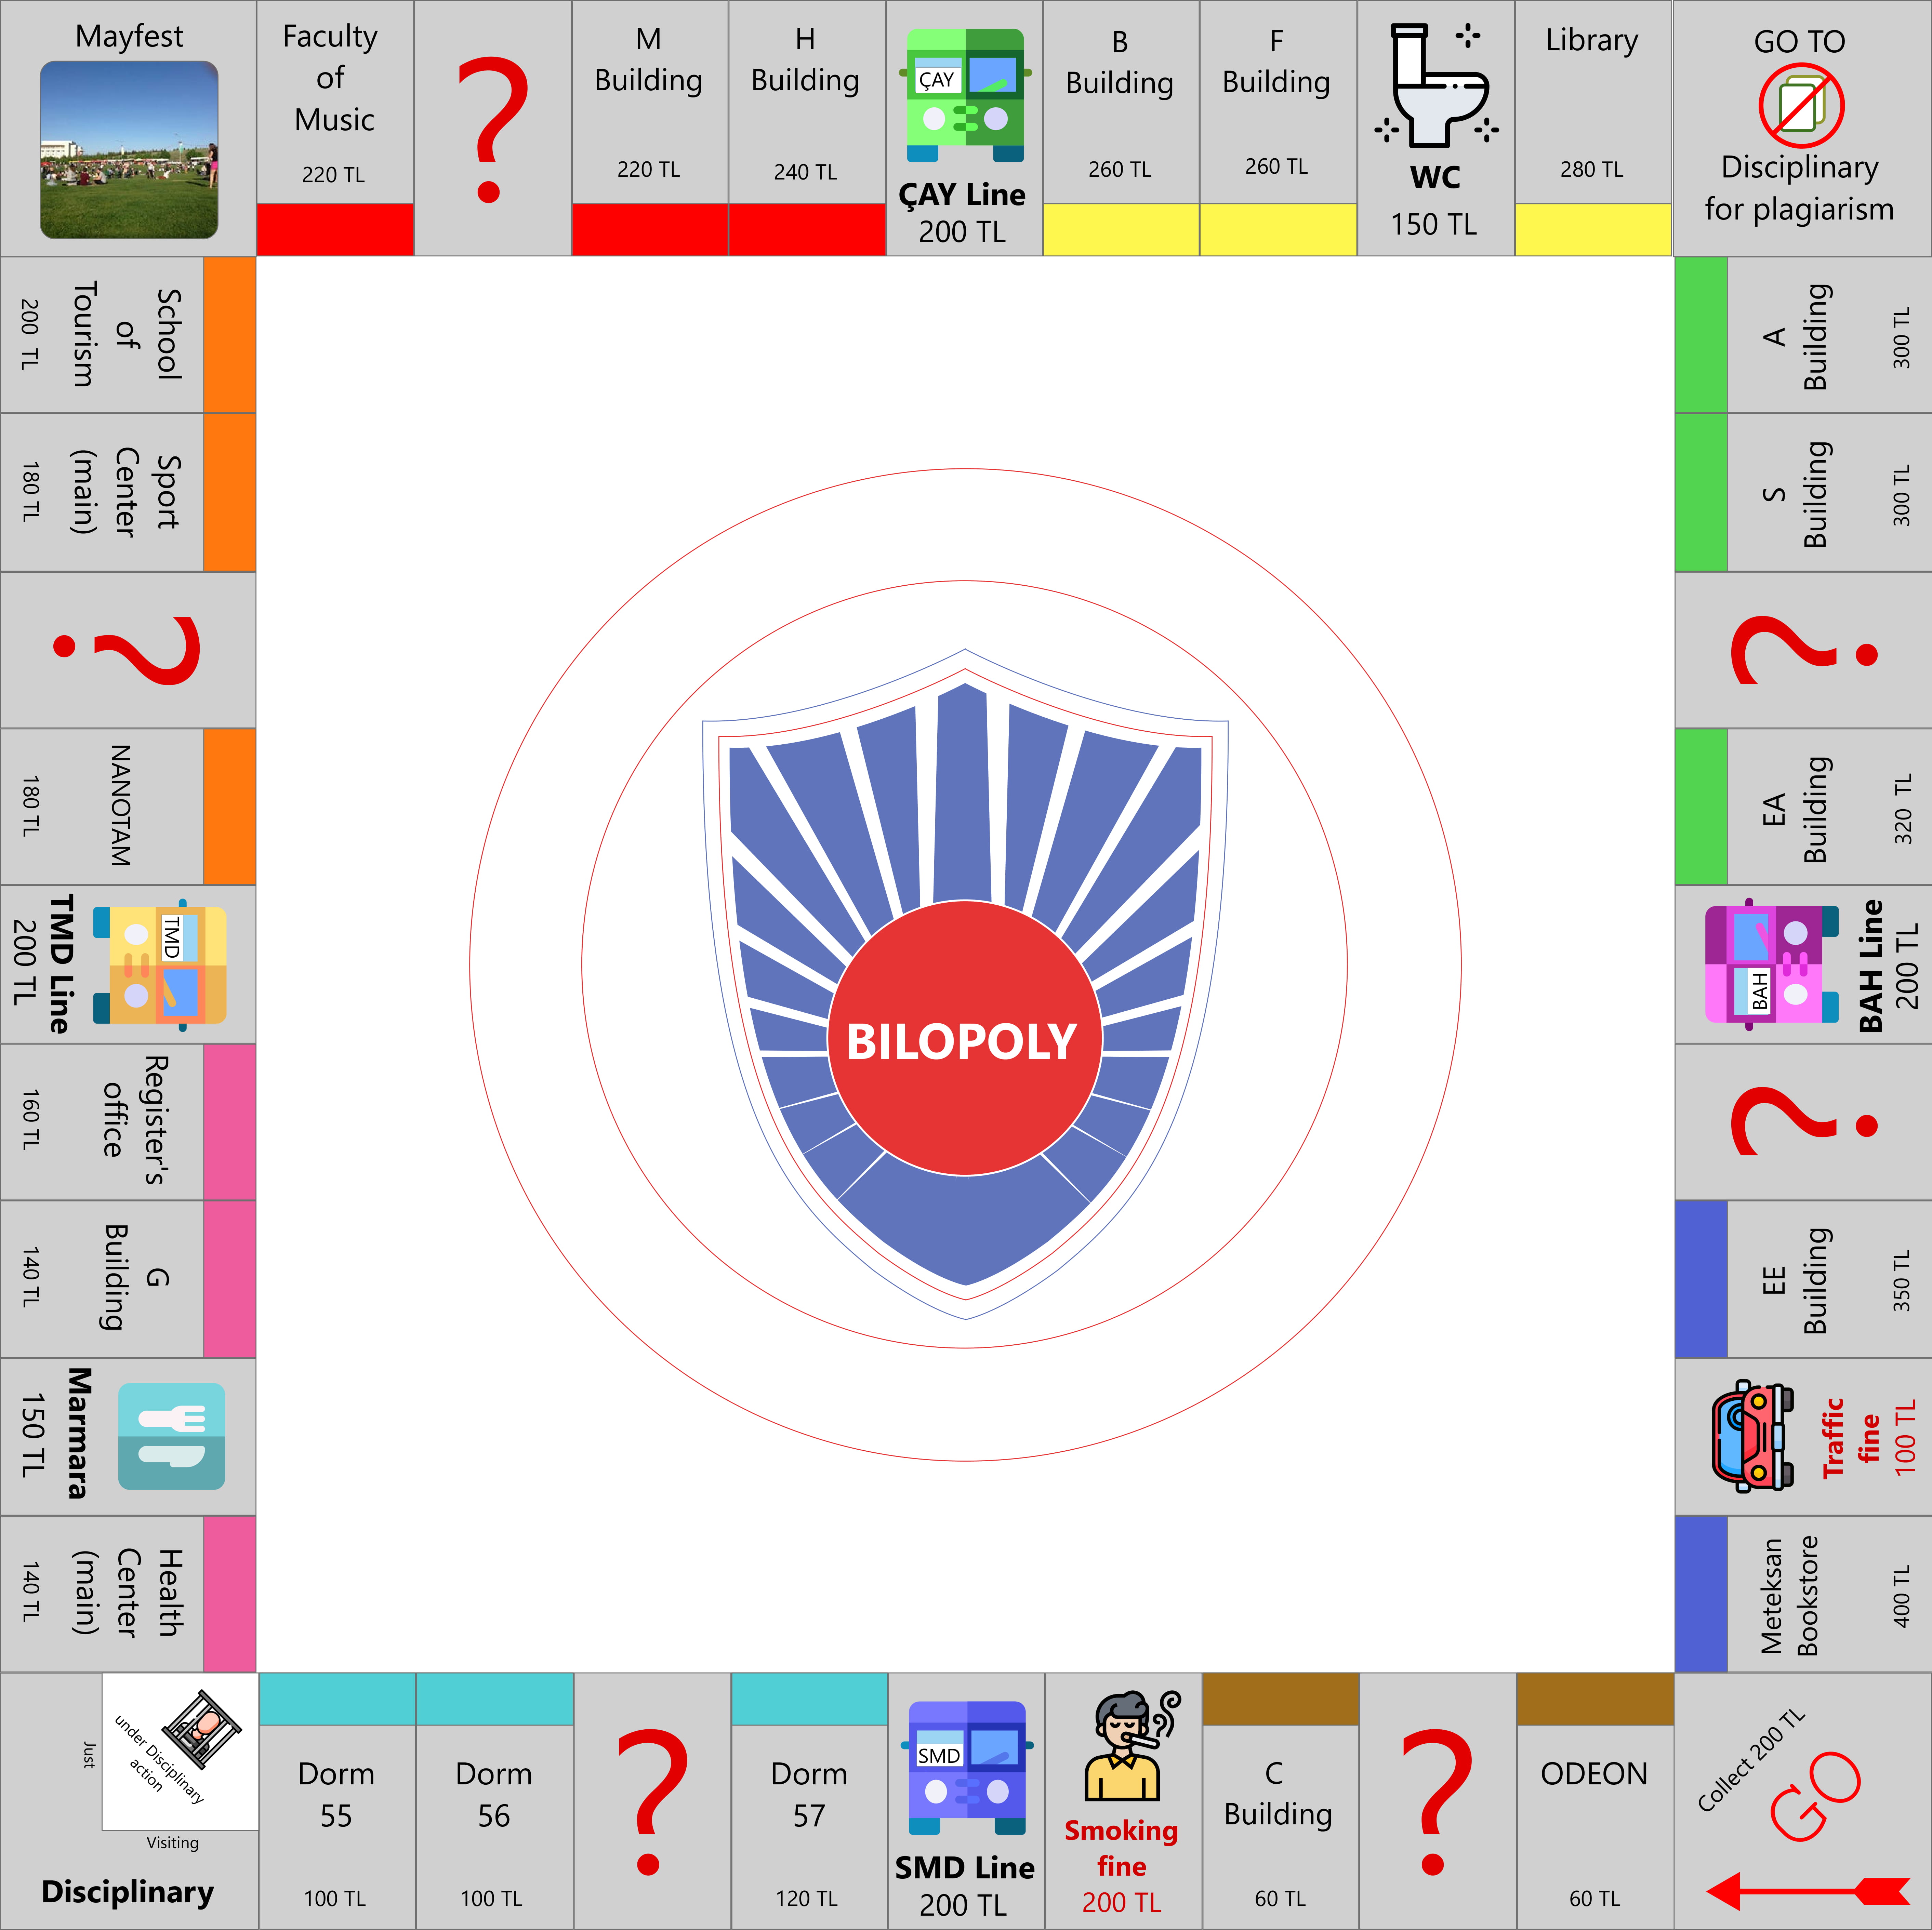 Mayfest
Faculty
of
Music
220 TL
?
M
Building
220 TL
H
Building
240 TL
ÇAY
ÇAY Line
200 TL
B
Building
260 TL
F
Building
260 TL
WC
150 TL
Library
280 TL
GO TO
Disciplinary
for plagiarism
School
of
Tourism
200 TL
Sport
Center
(main)
180 TL
?
NANOTAM
180 TL
TMD
TMD Line
200 TL
Register's
office
160 TL
G
Building
140 TL
Marmara
150 TL
Health
Center
(main)
140 TL
BILOPOLY
A
Building
300 TL
S
Building
300 TL
?
EA
Building
320 TL
BAH
BAH Line
200 TL
?
EE
Building
350 TL
Traffic
fine
100 TL
Meteksan
Bookstore
400 TL
under Disciplinary
action
Just
Visiting
Disciplinary
Dorm
55
100 TL
Dorm
56
100 TL
?
Dorm
57
120 TL
SMD
SMD Line
200 TL
Smoking
fine
200 TL
C
Building
60 TL
?
ODEON
60 TL
Collect 200 TL
GO